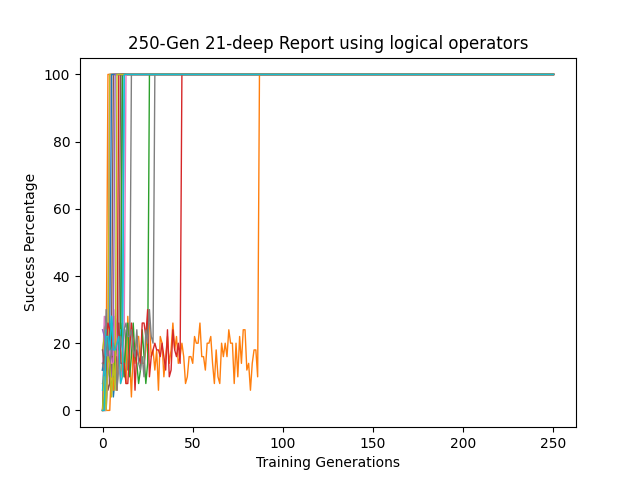 250-Gen 21-deep Report using logical operators
100
80
60
40
20
0
Success Percentage
0 50 100 150 200 250
Training Generations